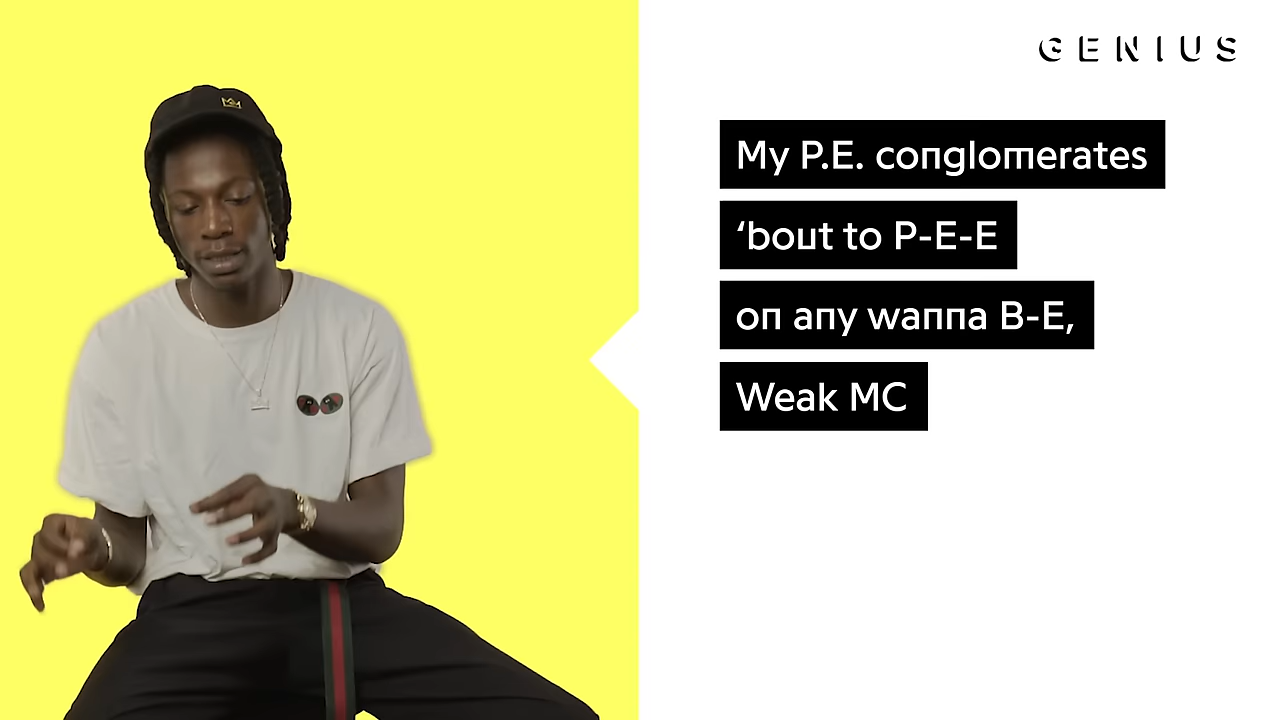 GENIUS
My P.E. conglomerates
‘bout to P-E-E
on any wanna B-E,
Weak MC